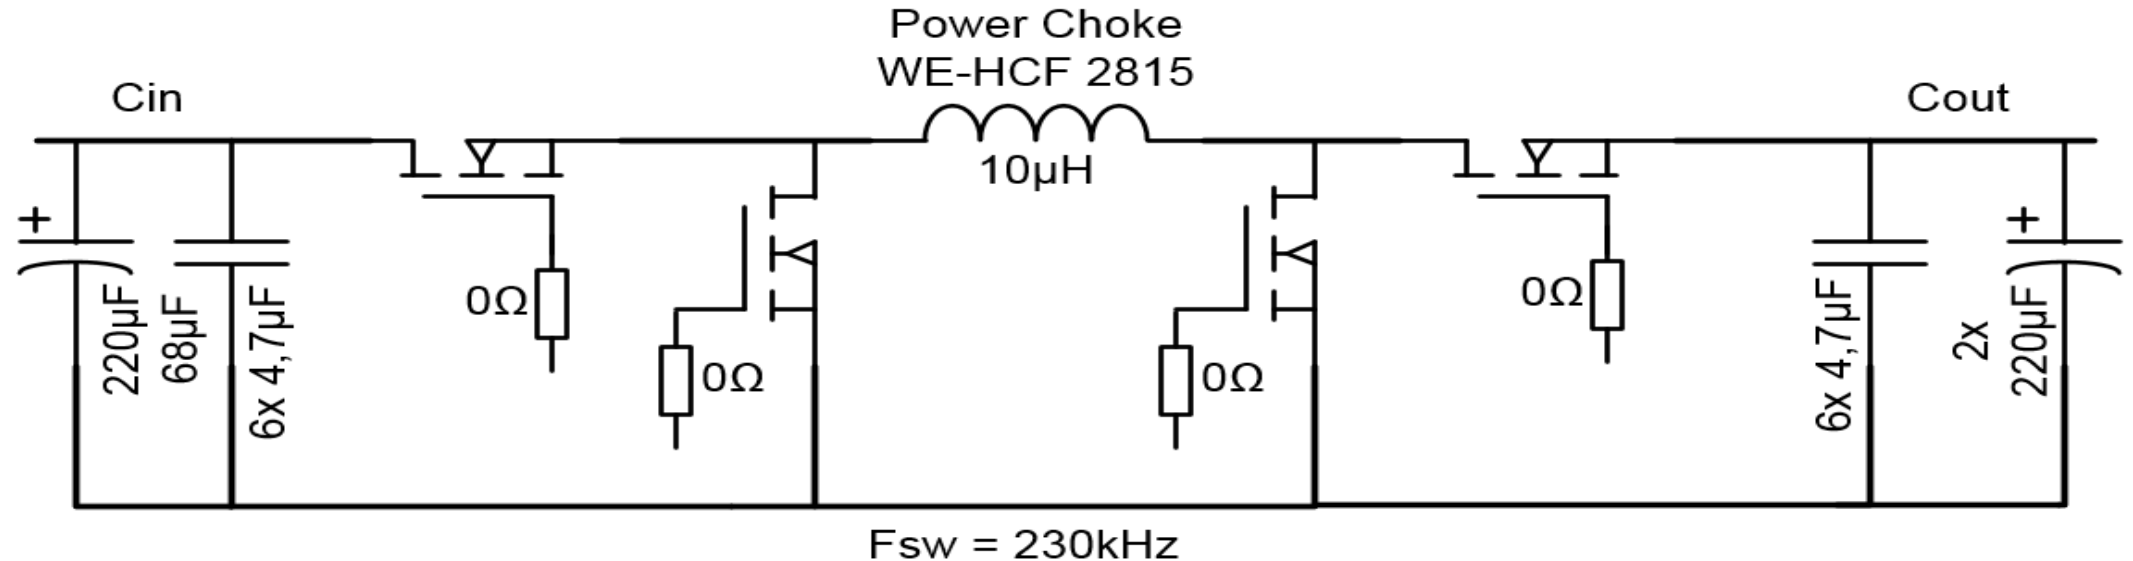 Power Choke
WE-HCF 2815
10µH
Cin
Cout
+
220µF
68µF
6x 4,7µF
0Ω
0Ω
0Ω
0Ω
6x 4,7µF
2x
220µF
+
Fsw = 230kHz